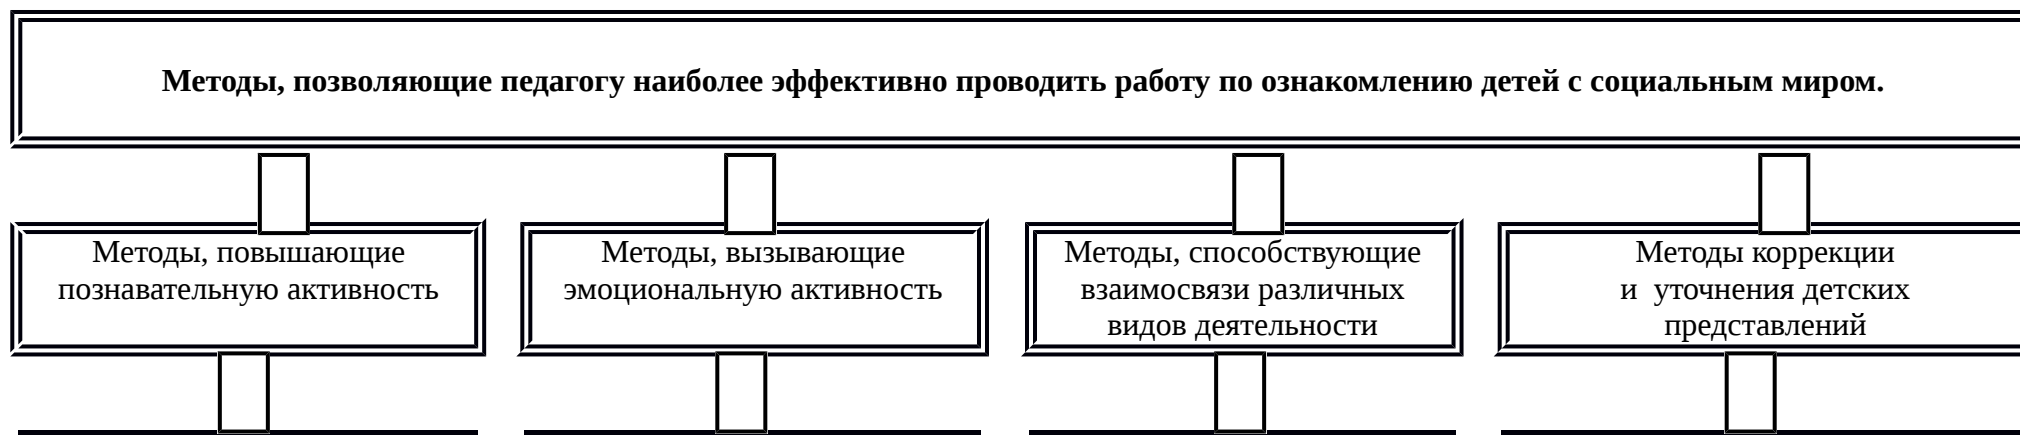 Методы, позволяющие педагогу наиболее эффективно проводить работу по ознакомлению детей с социальным миром.
Методы, повышающие
познавательную активность
Методы, вызывающие
эмоциональную активность
Методы, способствующие
взаимосвязи различных
видов деятельности
Методы коррекции
и  уточнения детских
представлений